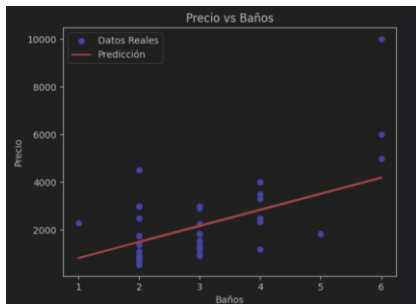 Precio vs Baños
Datos Reales
Predicción
10000
8000
6000
4000
2000
Precio
1 2 3 4 5 6
Baños